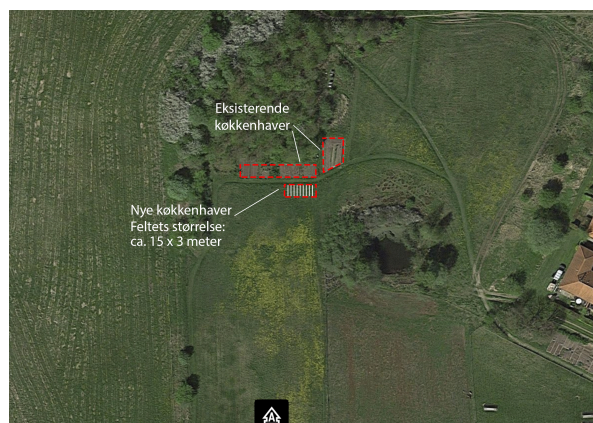 Eksisterende
køkkenhaver
Nye køkkenhaver
Feltets størrelse:
ca. 15 x 3 meter
A